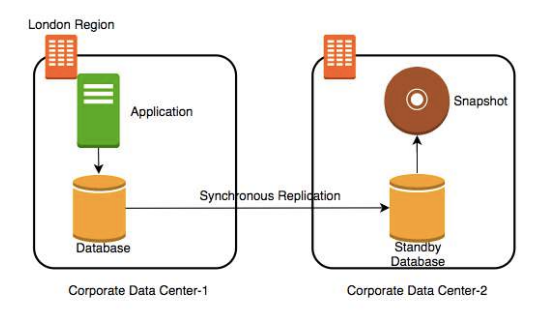 London Region
Application
Snapshot
Synchronous Replication
Database
Standby
Database
Corporate Data Center-1
Corporate Data Center-2